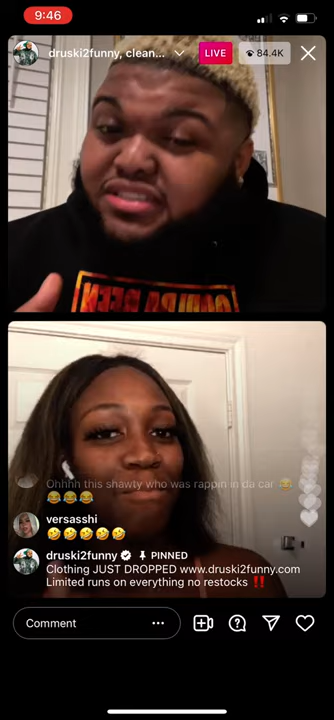 9:46
druski2funny, clean...
LIVE
84.4K
Ohhhh this shawty who was rappin in da car 😂
😂😂😂
versasshi
🤣🤣🤣🤣🤣
druski2funny PINNED
Clothing JUST DROPPED www.druski2funny.com
Limited runs on everything no restocks ‼️
Comment